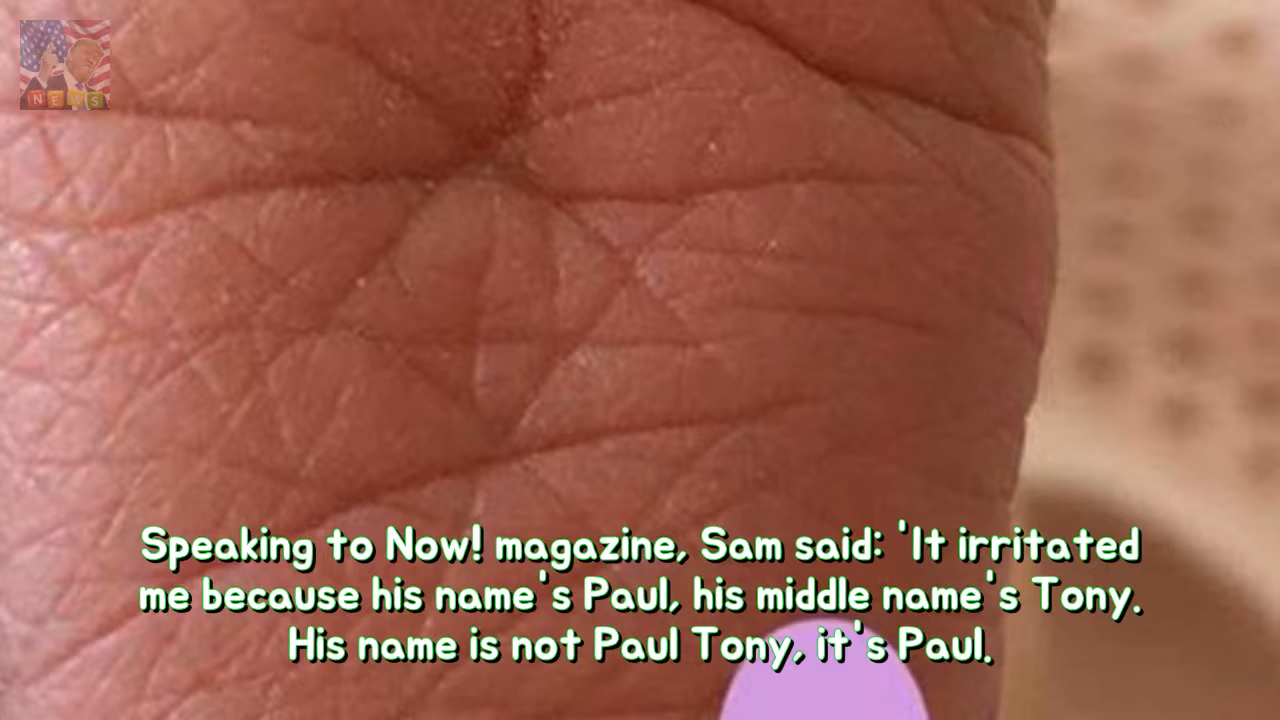 NEWS
Speaking to Now! magazine, Sam said: 'It irritated
me because his name's Paul, his middle name's Tony.
His name is not Paul Tony, it's Paul.